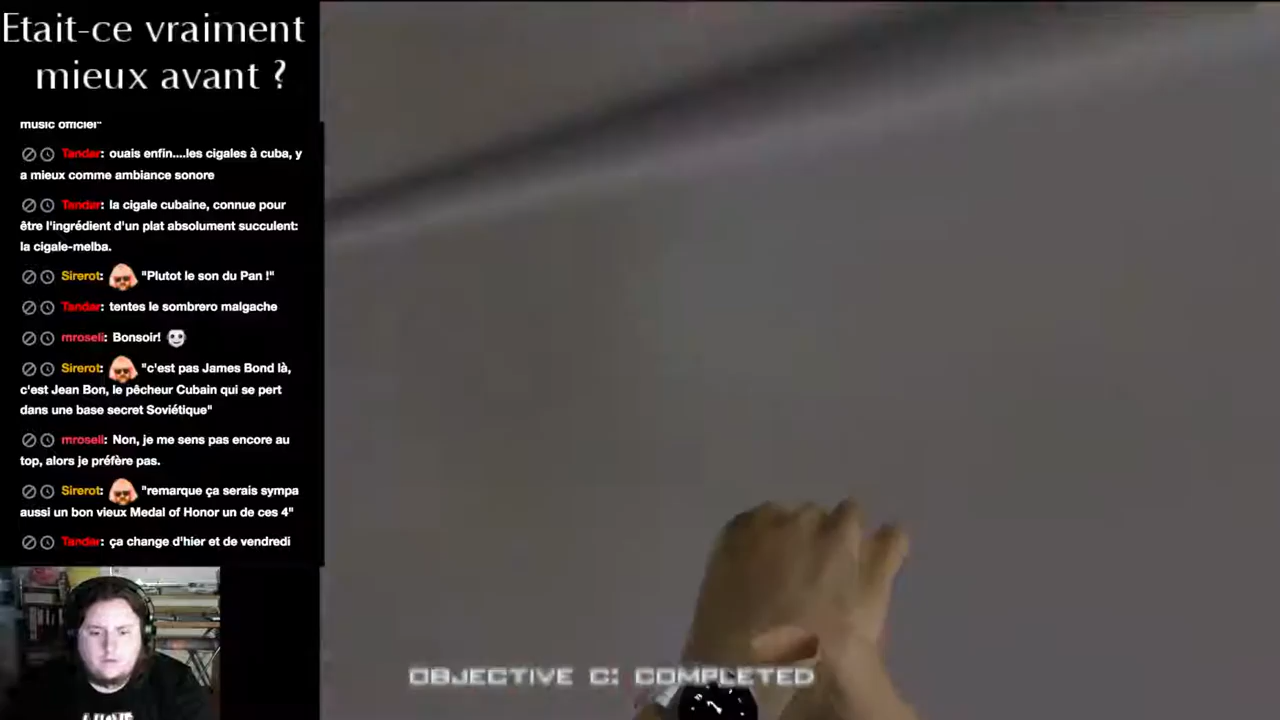 Etait-ce vraiment
mieux avant ?
music officiel"
Tandar: ouais enfin....les cigales à cuba, y
a mieux comme ambiance sonore
Tandar: la cigale cubaine, connue pour
être l'ingrédient d'un plat absolument succulent:
la cigale-melba.
Sirerot: "Plutot le son du Pan !"
Tandar: tentes le sombrero malgache
mroseli: Bonsoir!
Sirerot: "c'est pas James Bond là,
c'est Jean Bon, le pêcheur Cubain qui se pert
dans une base secret Soviétique"
mroseli: Non, je me sens pas encore au
top, alors je préfère pas.
Sirerot: "remarque ça serais sympa
aussi un bon vieux Medal of Honor un de ces 4"
Tandar: ça change d'hier et de vendredi
OBJECTIVE C: COMPLETED